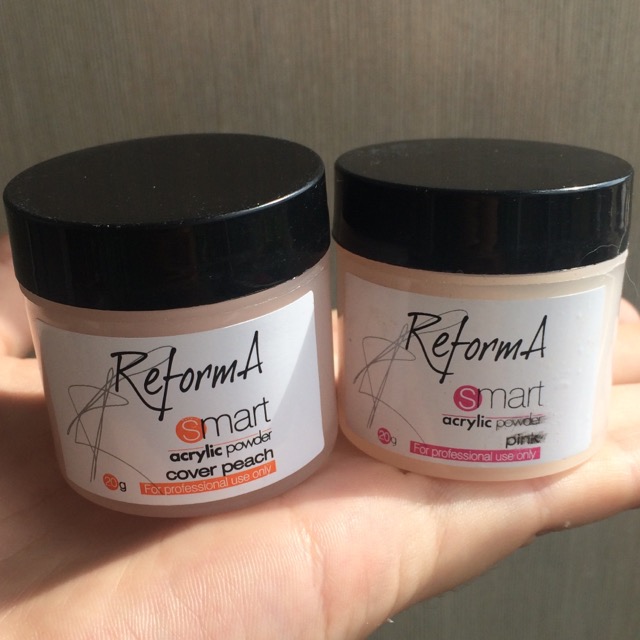 ReformA
smart
acrylic powder
cover peach
20g
For professional use only
ReformA
smart
acrylic powder
pink
20g
For professional use only